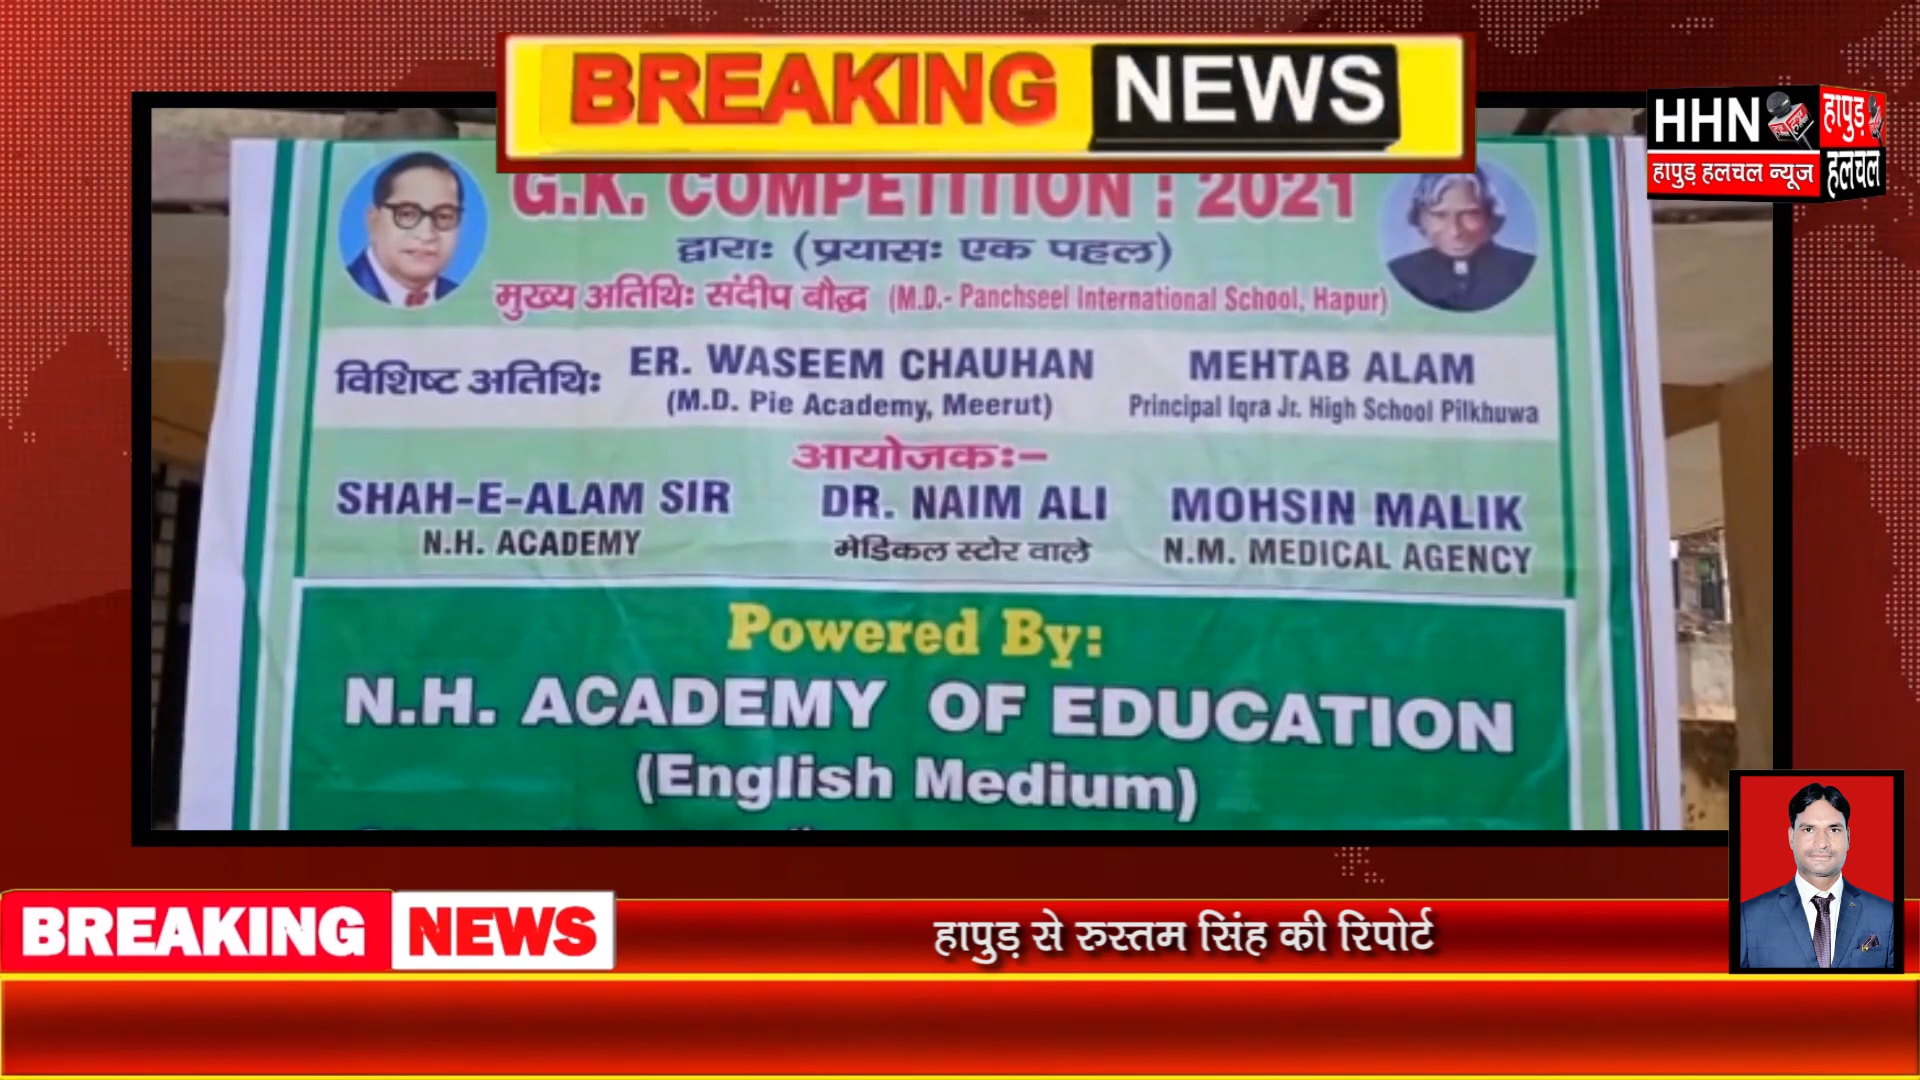 BREAKING NEWS
HHN
हापुड़ हलचल न्यूज
हापुड़
हलचल
G.K. COMPETITION : 2021
द्वाराः (प्रयासः एक पहल)
मुख्य अतिथिः संदीप बौद्ध (M.D.- Panchseel International School, Hapur)
विशिष्ट अतिथिः
ER. WASEEM CHAUHAN
(M.D. Pie Academy, Meerut)
MEHTAB ALAM
Principal Iqra Jr. High School Pilkhuwa
आयोजकः–
SHAH-E-ALAM SIR
N.H. ACADEMY
DR. NAIM ALI
मेडिकल स्टोर वाले
MOHSIN MALIK
N.M. MEDICAL AGENCY
Powered By:
N.H. ACADEMY OF EDUCATION
(English Medium)
BREAKING NEWS
हापुड़ से रुस्तम सिंह की रिपोर्ट